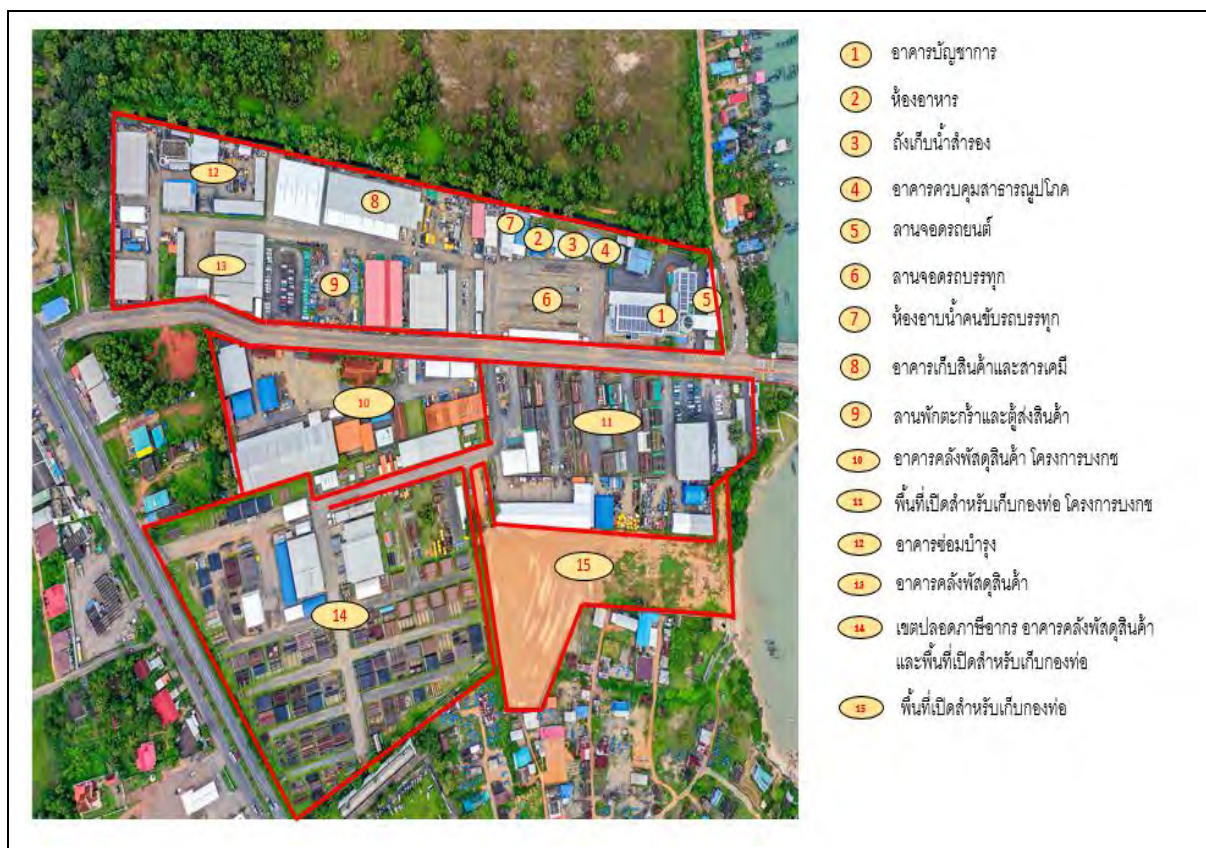 12
8
7
2
3
4
13
9
6
1
5
10
11
15
14
1 อาคารบัญชาการ
2 ห้องอาหาร
3 ถังเก็บน้ำสำรอง
4 อาคารควบคุมสาธารณูปโภค
5 ลานจอดรถยนต์
6 ลานจอดรถบรรทุก
7 ห้องอาบน้ำคนขับรถบรรทุก
8 อาคารเก็บสินค้าและสารเคมี
9 ลานพักตะกร้าและตู้ส่งสินค้า
10 อาคารคลังพัสดุสินค้า โครงการบงกช
11 พื้นที่เปิดสำหรับเก็บกองท่อ โครงการบงกช
12 อาคารซ่อมบำรุง
13 อาคารคลังพัสดุสินค้า
14 เขตปลอดภาษีอากร อาคารคลังพัสดุสินค้า
และพื้นที่เปิดสำหรับเก็บกองท่อ
15 พื้นที่เปิดสำหรับเก็บกองท่อ